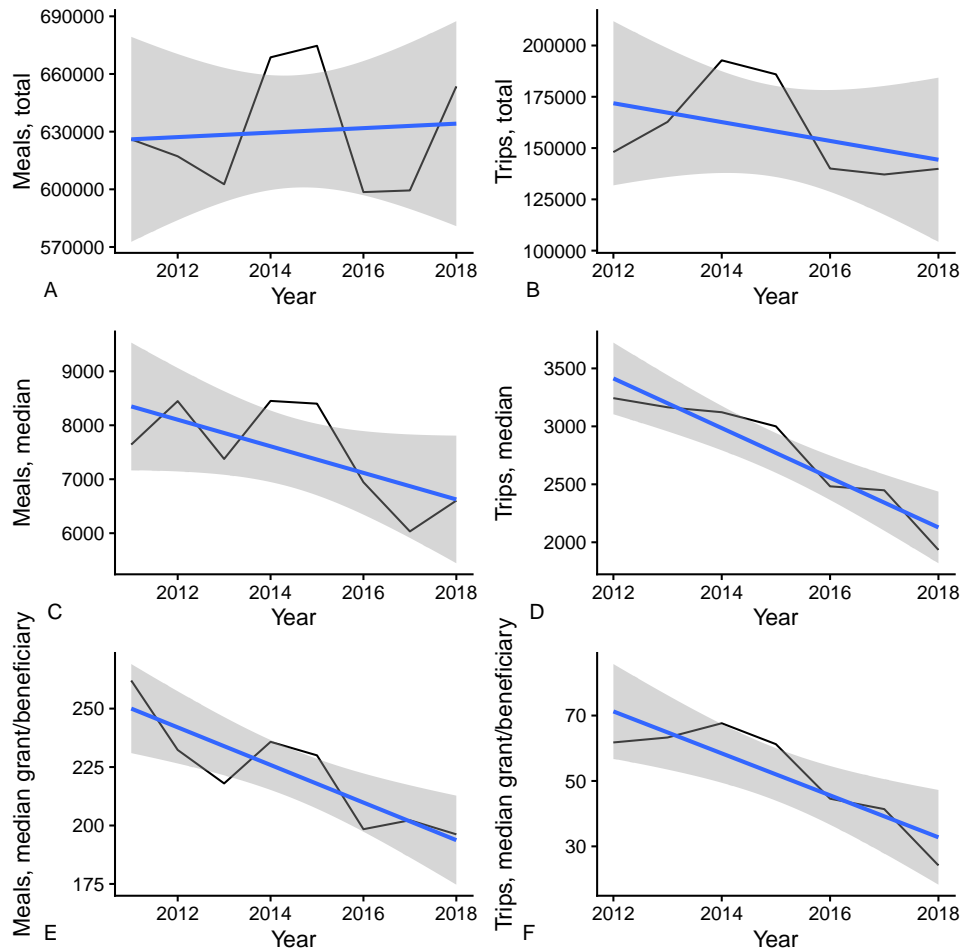 Meals, total
690000
660000
630000
600000
570000
2012
2014
2016
2018
Year
A
Trips, total
200000
175000
150000
125000
100000
2012
2014
2016
2018
Year
B
Meals, median
9000
8000
7000
6000
2012
2014
2016
2018
Year
C
Trips, median
3500
3000
2500
2000
2012
2014
2016
2018
Year
D
Meals, median grant/beneficiary
250
225
200
175
2012
2014
2016
2018
Year
E
Trips, median grant/beneficiary
70
50
30
2012
2014
2016
2018
Year
F